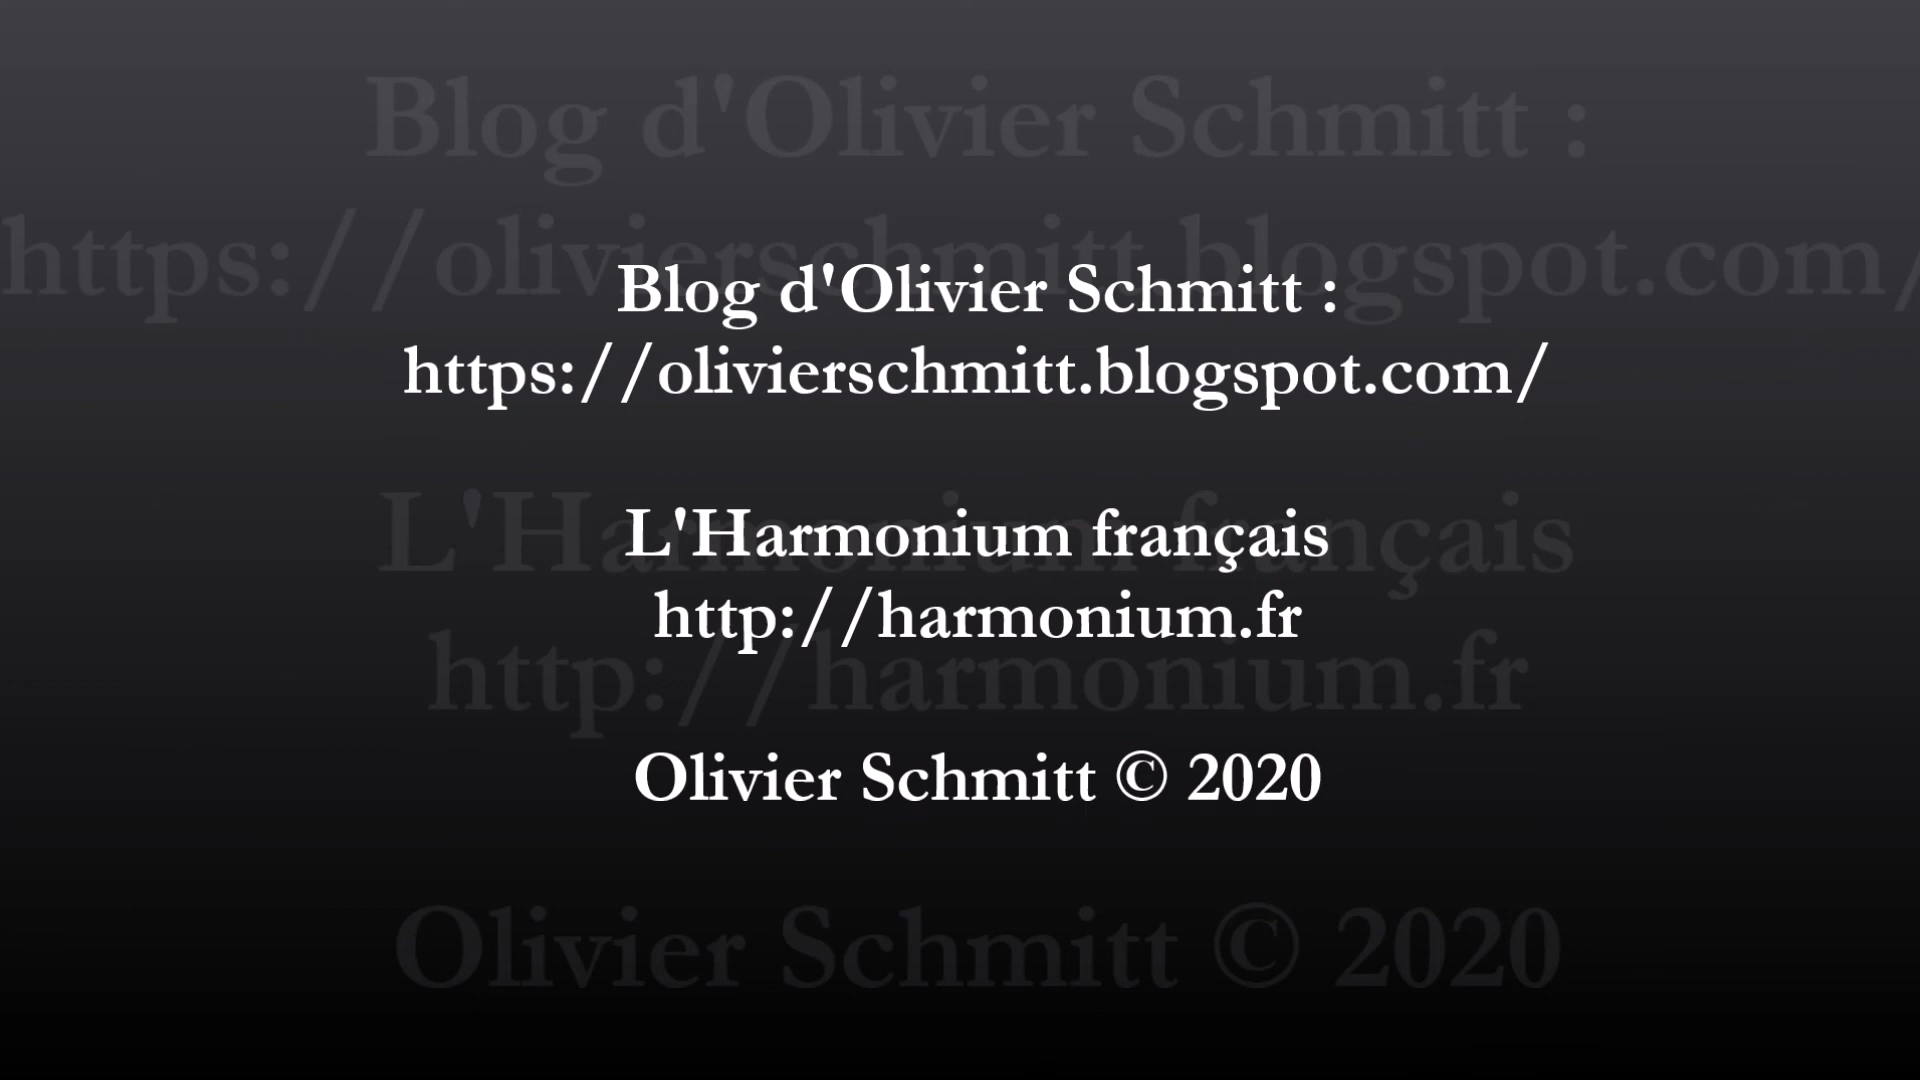 Blog d'Olivier Schmitt :
https://olivierschmitt.blogspot.com/
L'Harmonium français
http://harmonium.fr
Olivier Schmitt © 2020